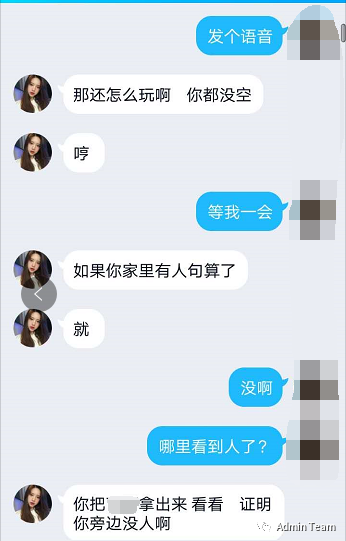 发个语音
那还怎么玩啊 你都没空
哼
等我一会
如果你家里有人句算了
就
没啊
哪里看到人了?
你把 拿出来 看看 证明
你旁边没人啊
Admin Team